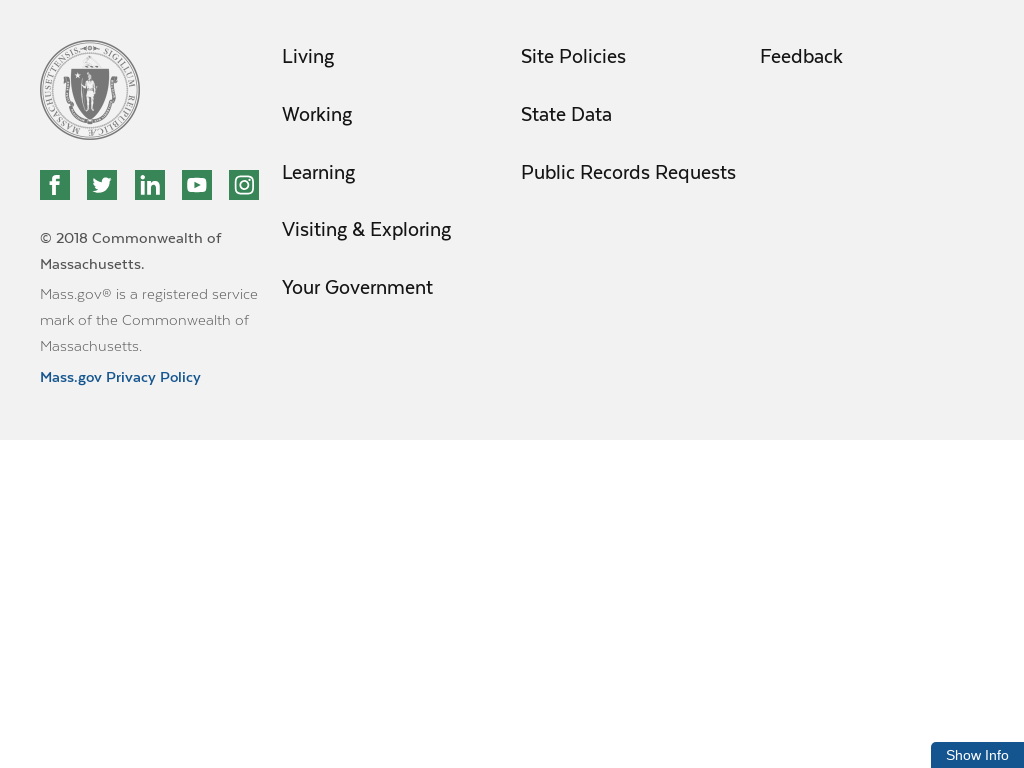 MASSACHUSETTENSIS. SIGILLUM REIPUBLICÆ
Living
Working
Learning
Visiting & Exploring
Your Government
Site Policies
State Data
Public Records Requests
Feedback
© 2018 Commonwealth of
Massachusetts.
Mass.gov® is a registered service
mark of the Commonwealth of
Massachusetts.
Mass.gov Privacy Policy
Show Info